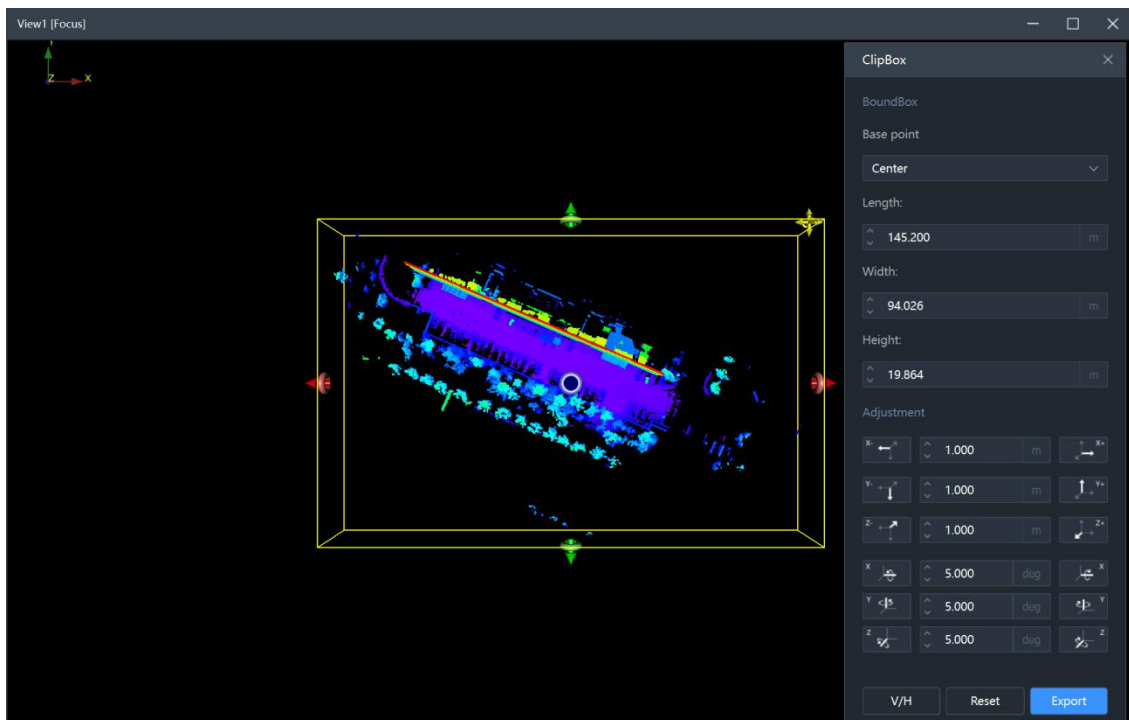 View1 [Focus]
Y
Z X
ClipBox
BoundBox
Base point
Center
Length:
145.200 m
Width:
94.026 m
Height:
19.864 m
Adjustment
X- 1.000 m X+
Y- 1.000 m Y+
Z- 1.000 m Z+
X 5.000 deg X
Y 5.000 deg Y
Z 5.000 deg Z
V/H Reset Export